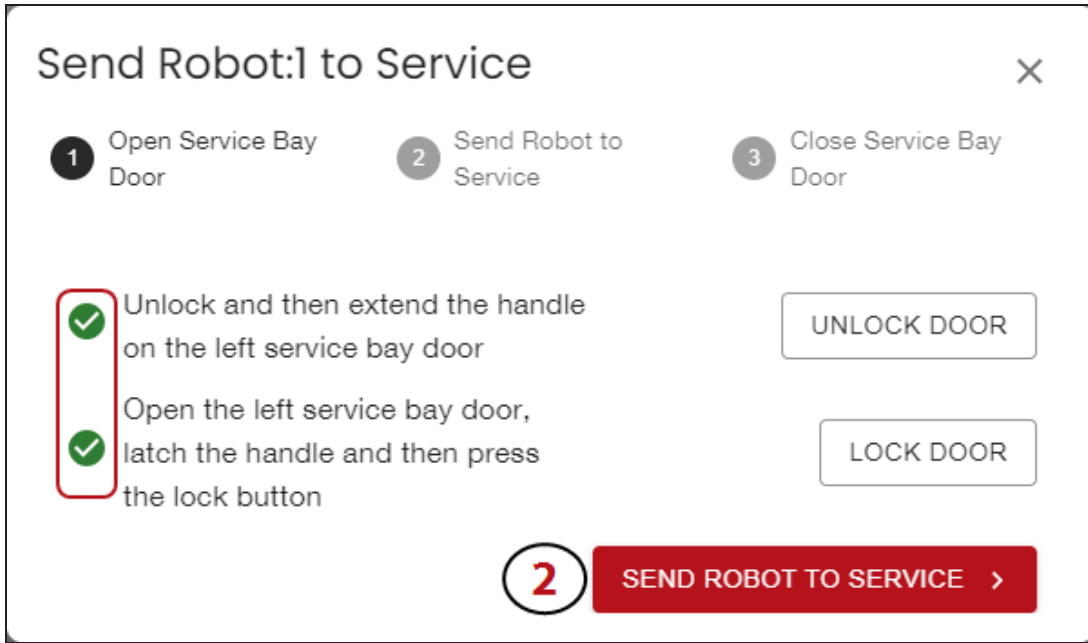 Send Robot:1 to Service
1 Open Service Bay
Door
2 Send Robot to
Service
3 Close Service Bay
Door
Unlock and then extend the handle
on the left service bay door
UNLOCK DOOR
Open the left service bay door,
latch the handle and then press
the lock button
LOCK DOOR
2
SEND ROBOT TO SERVICE